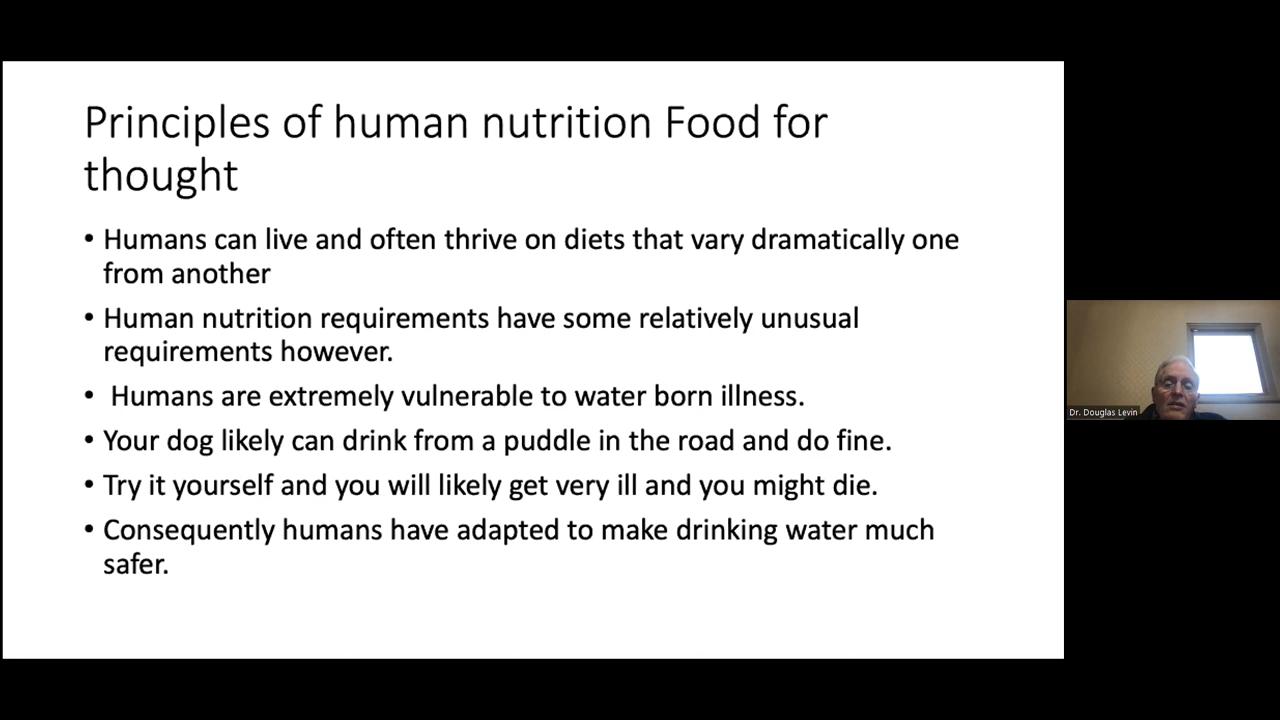 Principles of human nutrition Food for
thought
• Humans can live and often thrive on diets that vary dramatically one
from another
• Human nutrition requirements have some relatively unusual
requirements however.
• Humans are extremely vulnerable to water born illness.
• Your dog likely can drink from a puddle in the road and do fine.
• Try it yourself and you will likely get very ill and you might die.
• Consequently humans have adapted to make drinking water much
safer.
Dr. Douglas Levin